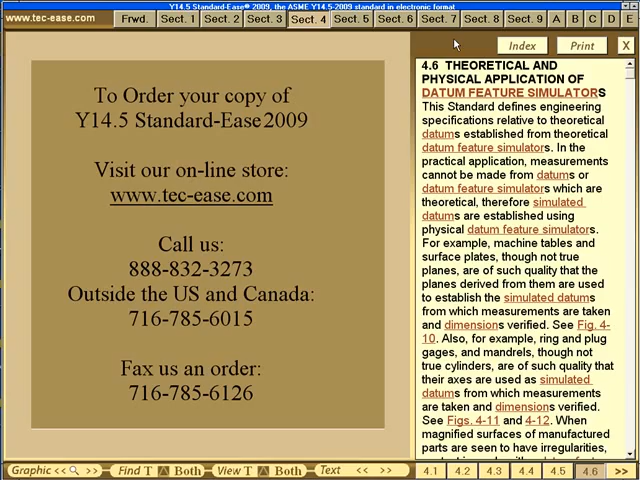 Y14.5 Standard-Ease® 2009, the ASME Y14.5-2009 standard in electronic format
www.tec-ease.com Frwd. Sect. 1 Sect. 2 Sect. 3 Sect. 4 Sect. 5 Sect. 6 Sect. 7 Sect. 8 Sect. 9 A B C D E
Index Print X
To Order your copy of
Y14.5 Standard-Ease 2009
Visit our on-line store:
www.tec-ease.com
Call us:
888-832-3273
Outside the US and Canada:
716-785-6015
Fax us an order:
716-785-6126
4.6 THEORETICAL AND
PHYSICAL APPLICATION OF
DATUM FEATURE SIMULATORS
This Standard defines engineering
specifications relative to theoretical
datums established from theoretical
datum feature simulators. In the
practical application, measurements
cannot be made from datums or
datum feature simulators which are
theoretical, therefore simulated
datums are established using
physical datum feature simulators.
For example, machine tables and
surface plates, though not true
planes, are of such quality that the
planes derived from them are used
to establish the simulated datums
from which measurements are taken
and dimensions verified. See Fig. 4-
10. Also, for example, ring and plug
gages, and mandrels, though not
true cylinders, are of such quality that
their axes are used as simulated
datums from which measurements
are taken and dimensions verified.
See Figs. 4-11 and 4-12. When
magnified surfaces of manufactured
parts are seen to have irregularities,
Graphic << >> Find T Both View T Both Text << >> 4.1 4.2 4.3 4.4 4.5 4.6 >>